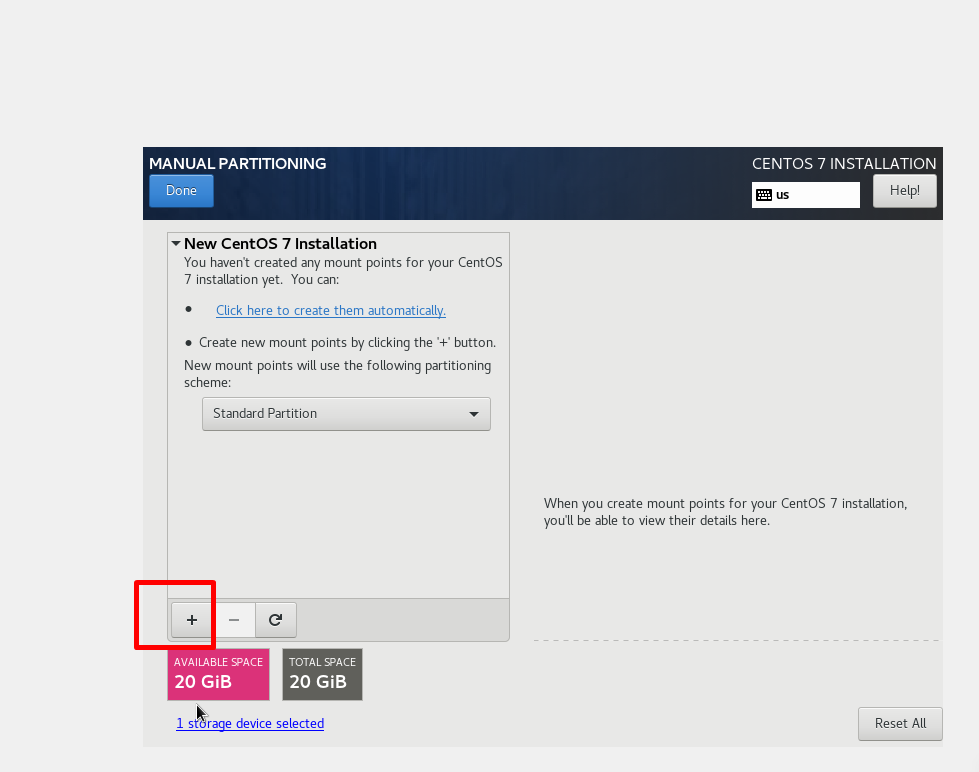 MANUAL PARTITIONING
CENTOS 7 INSTALLATION
Done
us
Help!
New CentOS 7 Installation
You haven't created any mount points for your CentOS
7 installation yet.  You can:
• Click here to create them automatically.
• Create new mount points by clicking the '+' button.
New mount points will use the following partitioning
scheme:
Standard Partition
When you create mount points for your CentOS 7 installation,
you'll be able to view their details here.
+ −
AVAILABLE SPACE
20 GiB
TOTAL SPACE
20 GiB
1 storage device selected
Reset All